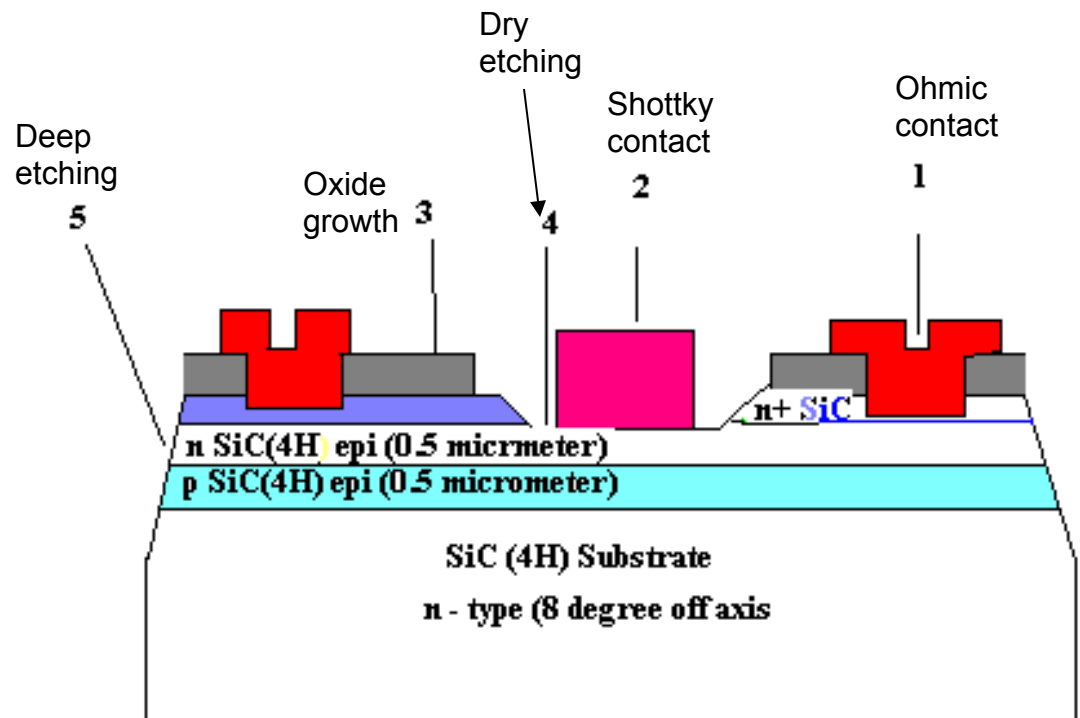 Dry
etching
Shottky
contact
2
Ohmic
contact
1
Deep
etching
5
Oxide
growth 3
4
n+ SiC
n SiC(4H) epi (0.5 micrmeter)
p SiC(4H) epi (0.5 micrometer)
SiC (4H) Substrate
n - type (8 degree off axis